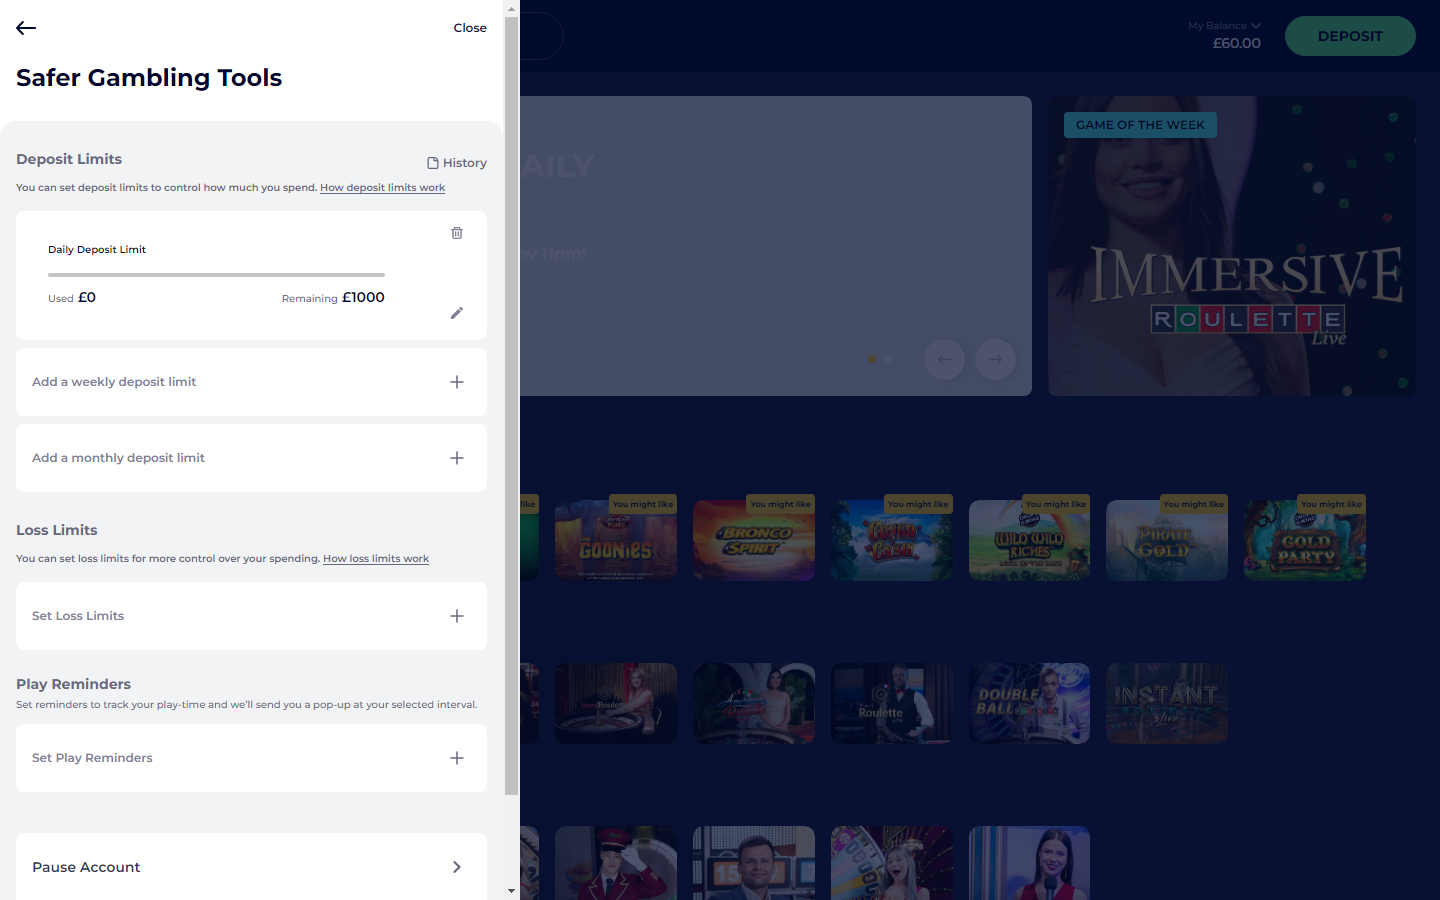 Close
Safer Gambling Tools
Deposit Limits
History
You can set deposit limits to control how much you spend. How deposit limits work
Daily Deposit Limit
Used £0
Remaining £1000
Add a weekly deposit limit
Add a monthly deposit limit
Loss Limits
You can set loss limits for more control over your spending. How loss limits work
Set Loss Limits
Play Reminders
Set reminders to track your play-time and we'll send you a pop-up at your selected interval.
Set Play Reminders
Pause Account
My Balance
£60.00
DEPOSIT
AILY
by 11pm!
GAME OF THE WEEK
IMMERSIVE
ROULETTE
Live
like
You might like
You might like
You might like
You might like
You might like
You might like
GOONIES
BRONCO
SPIRIT
CONGO
CASH
WILD WILD
RICHES
PIRATE
GOLD
GOLD
PARTY
Roulette
Roulette
DOUBLE
BALL
INSTANT